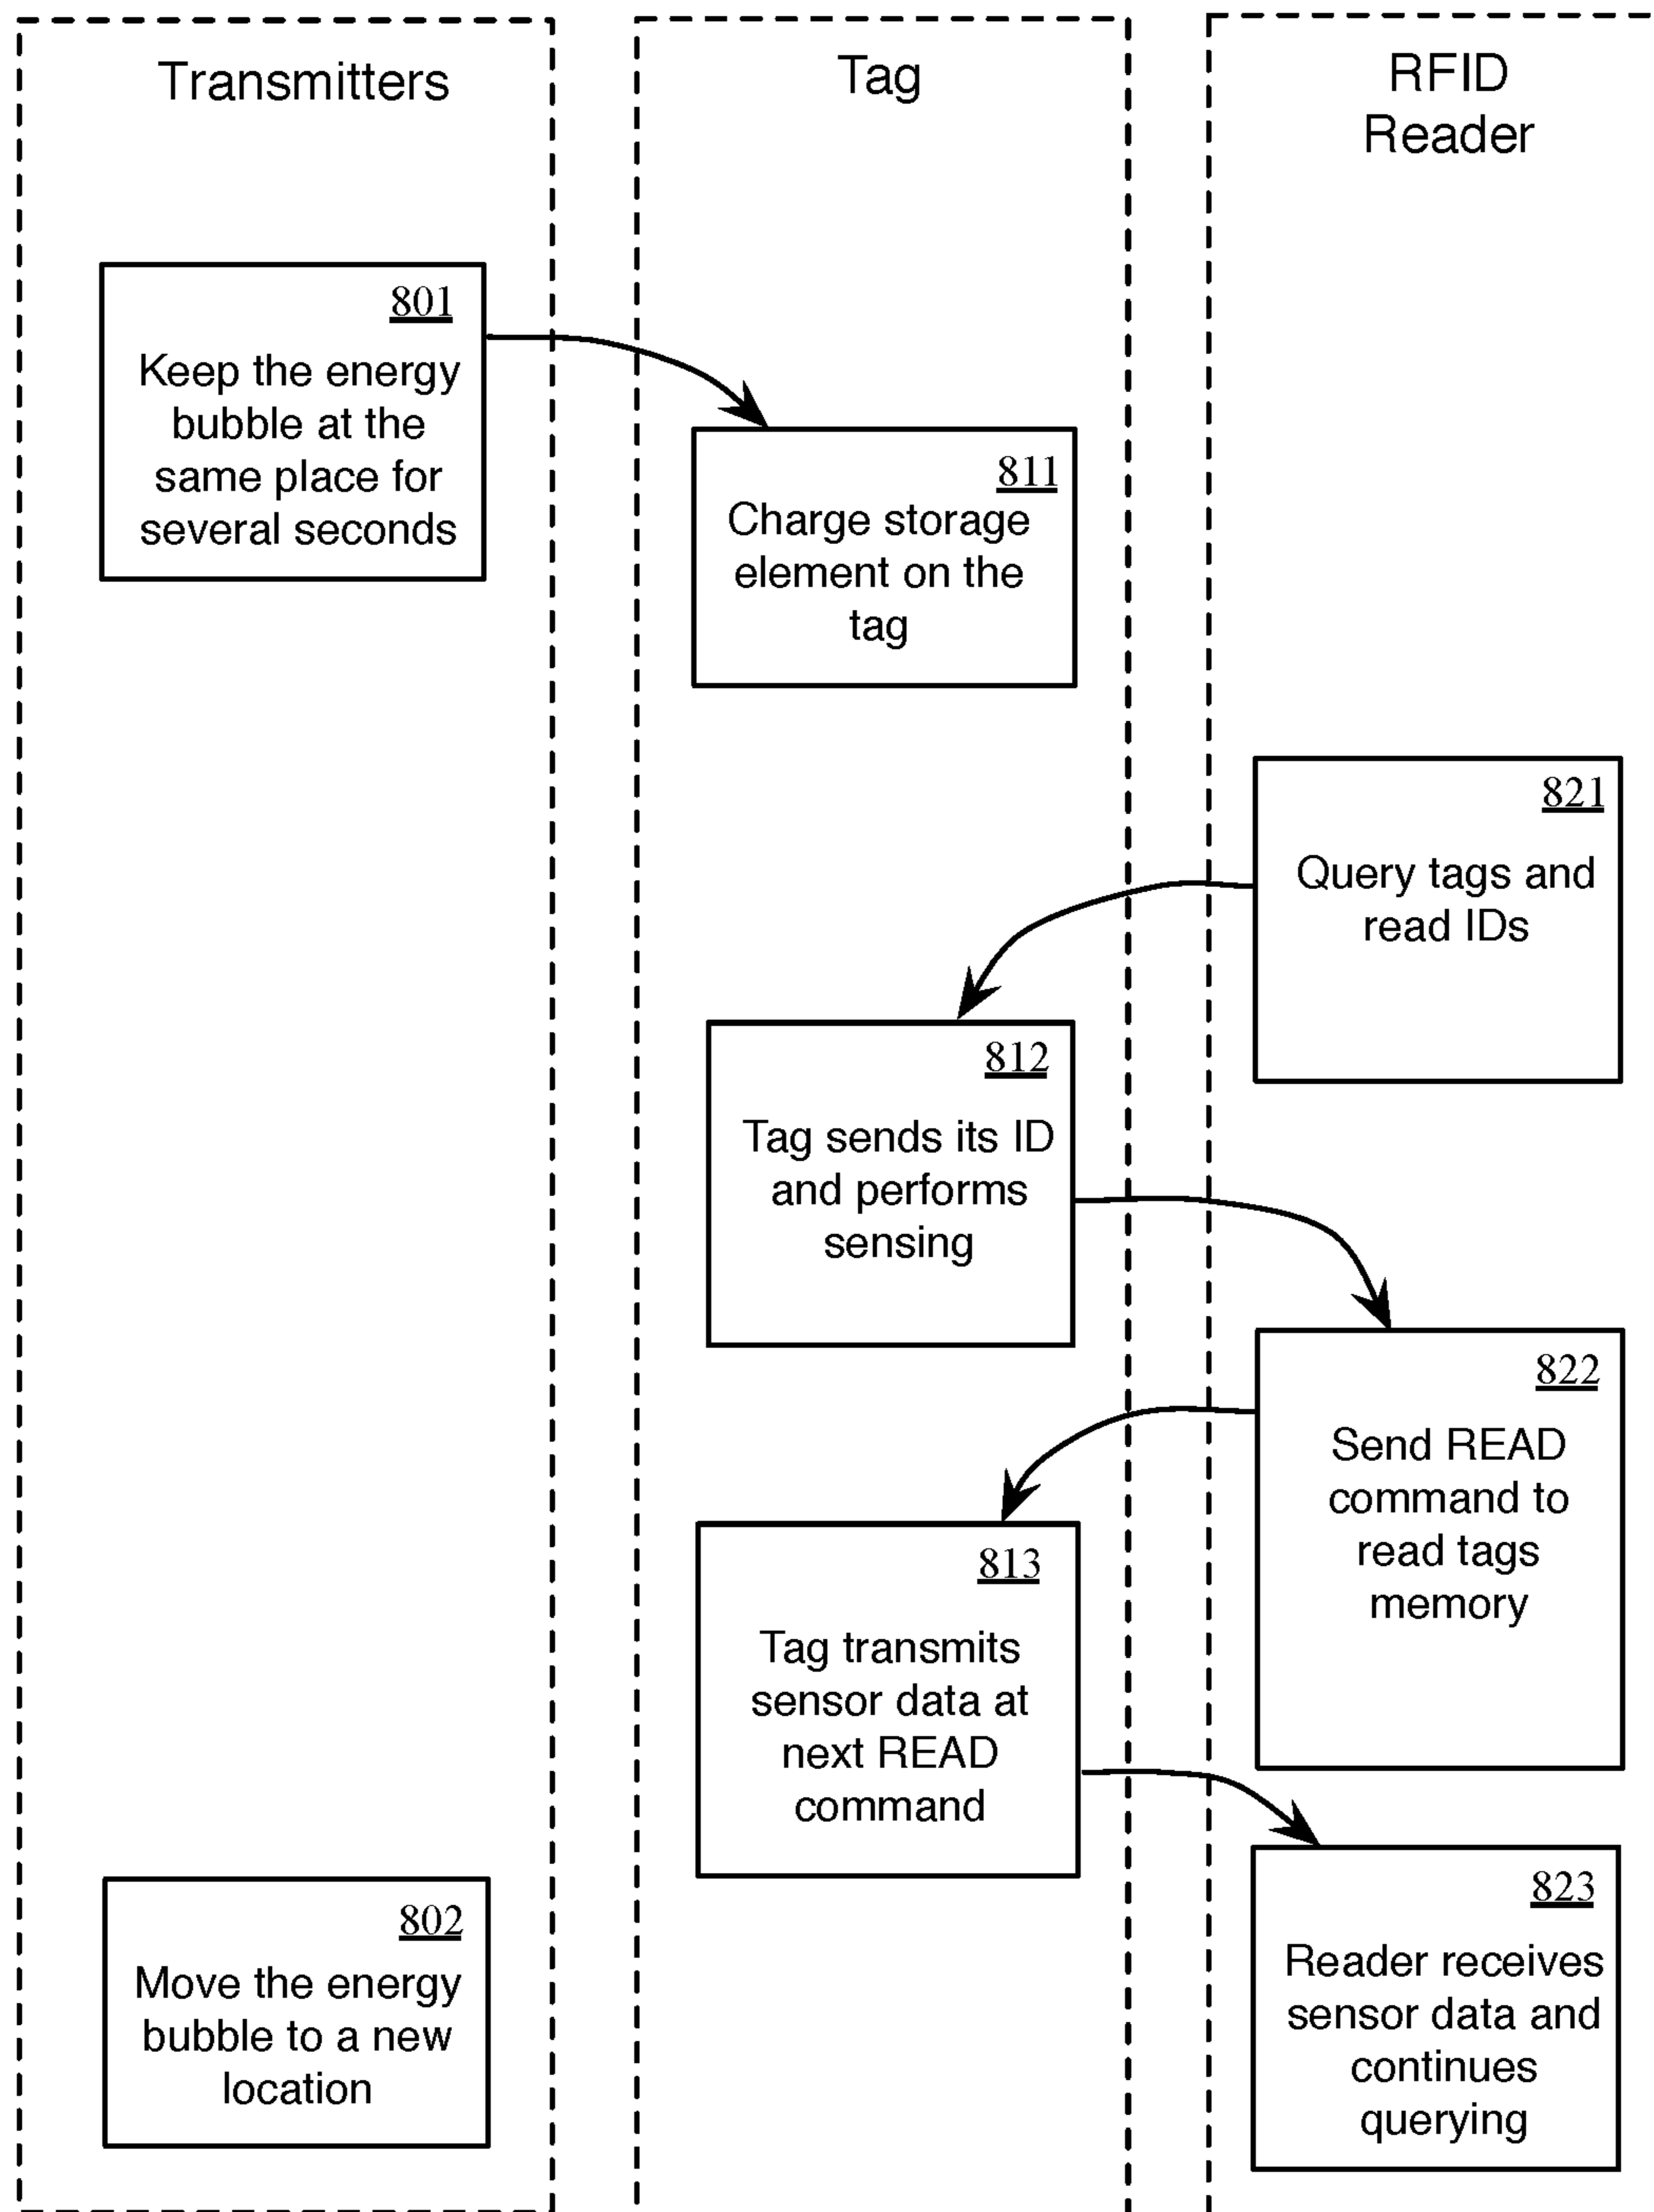 Transmitters
Tag
RFID
Reader
801
Keep the energy
bubble at the
same place for
several seconds
811
Charge storage
element on the
tag
821
Query tags and
read IDs
812
Tag sends its ID
and performs
sensing
822
Send READ
command to
read tags
memory
813
Tag transmits
sensor data at
next READ
command
802
Move the energy
bubble to a new
location
823
Reader receives
sensor data and
continues
querying